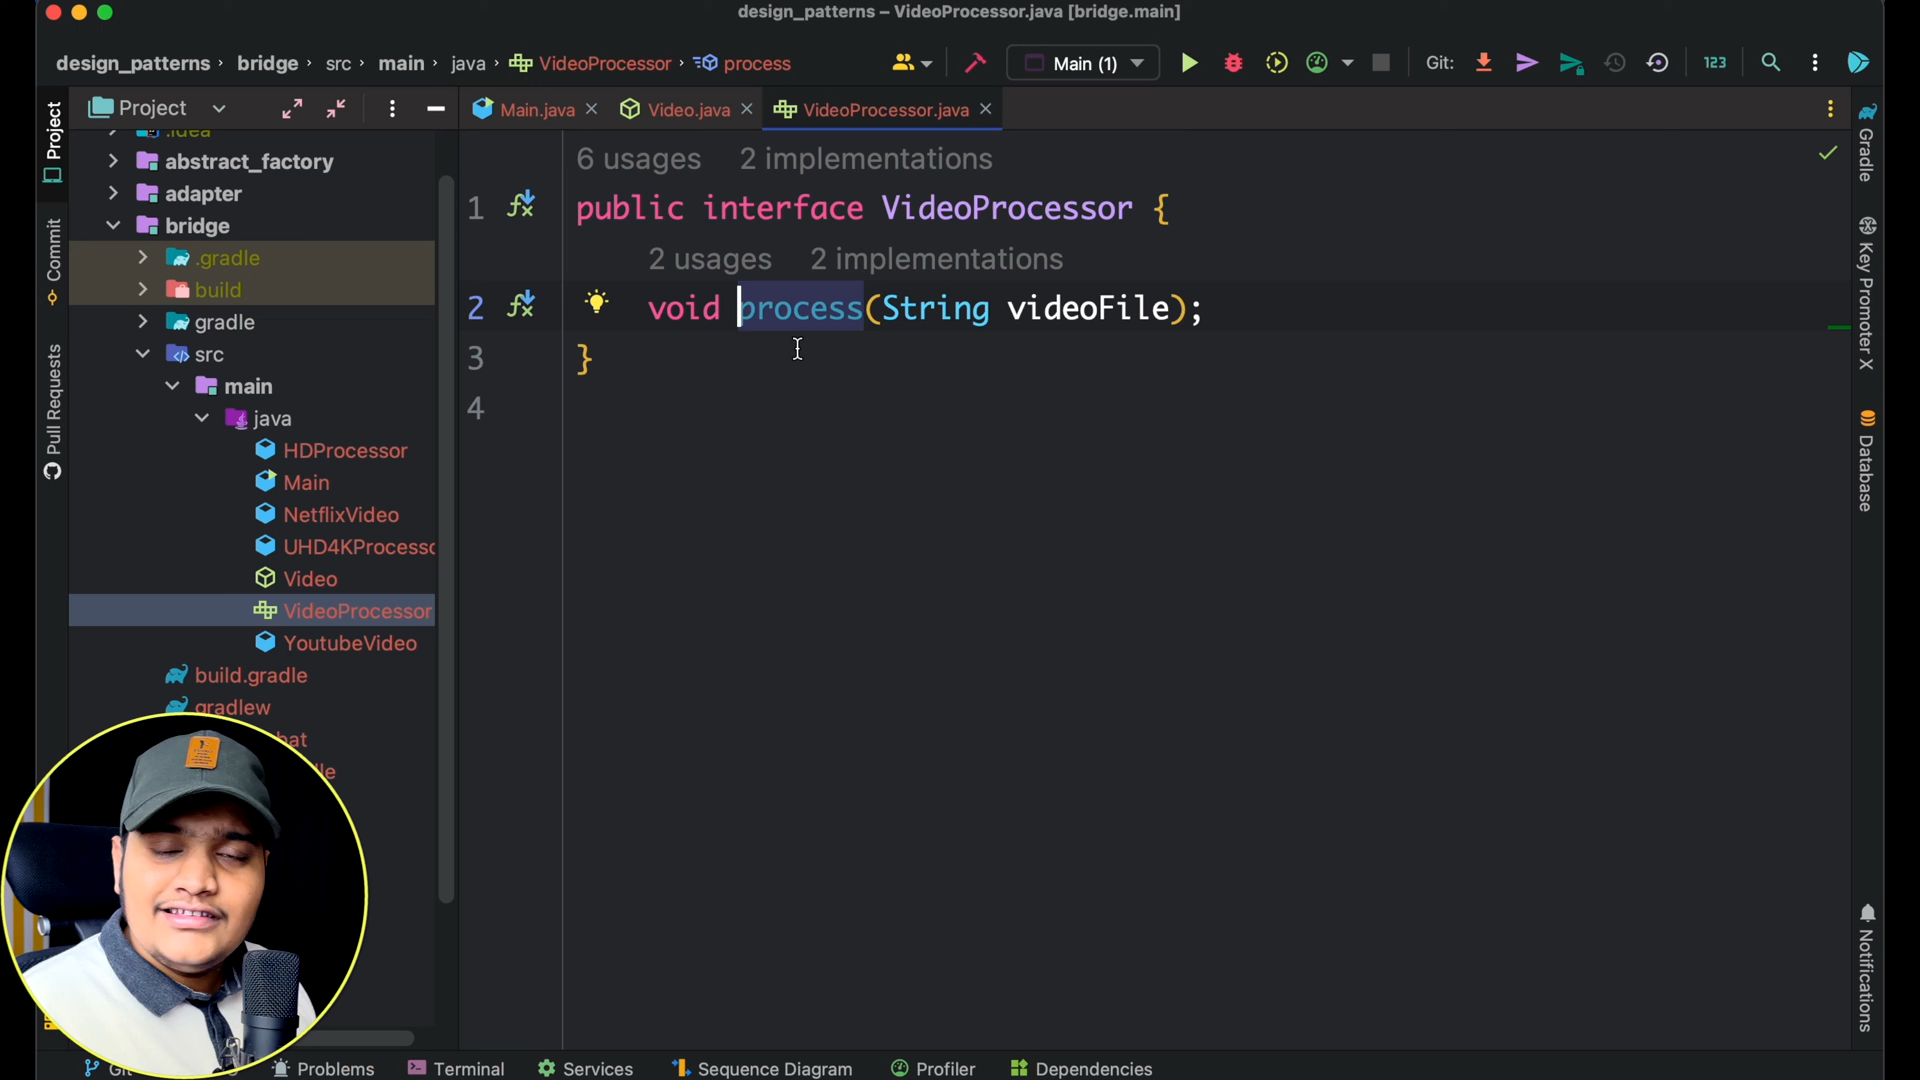 design_patterns – VideoProcessor.java [bridge.main]
design_patterns › bridge › src › main › java › VideoProcessor › process
Main (1)
Git:
123
Project
Main.java
Video.java
VideoProcessor.java
Project
Commit
Pull Requests
.idea
abstract_factory
adapter
bridge
.gradle
build
gradle
src
main
java
HDProcessor
Main
NetflixVideo
UHD4KProcesso
Video
VideoProcessor
YoutubeVideo
build.gradle
gradlew
6 usages 2 implementations
1 public interface VideoProcessor {
2 usages 2 implementations
2 void process(String videoFile);
3 }
4
Gradle
Key Promoter X
Database
Notifications
Problems
Terminal
Services
Sequence Diagram
Profiler
Dependencies